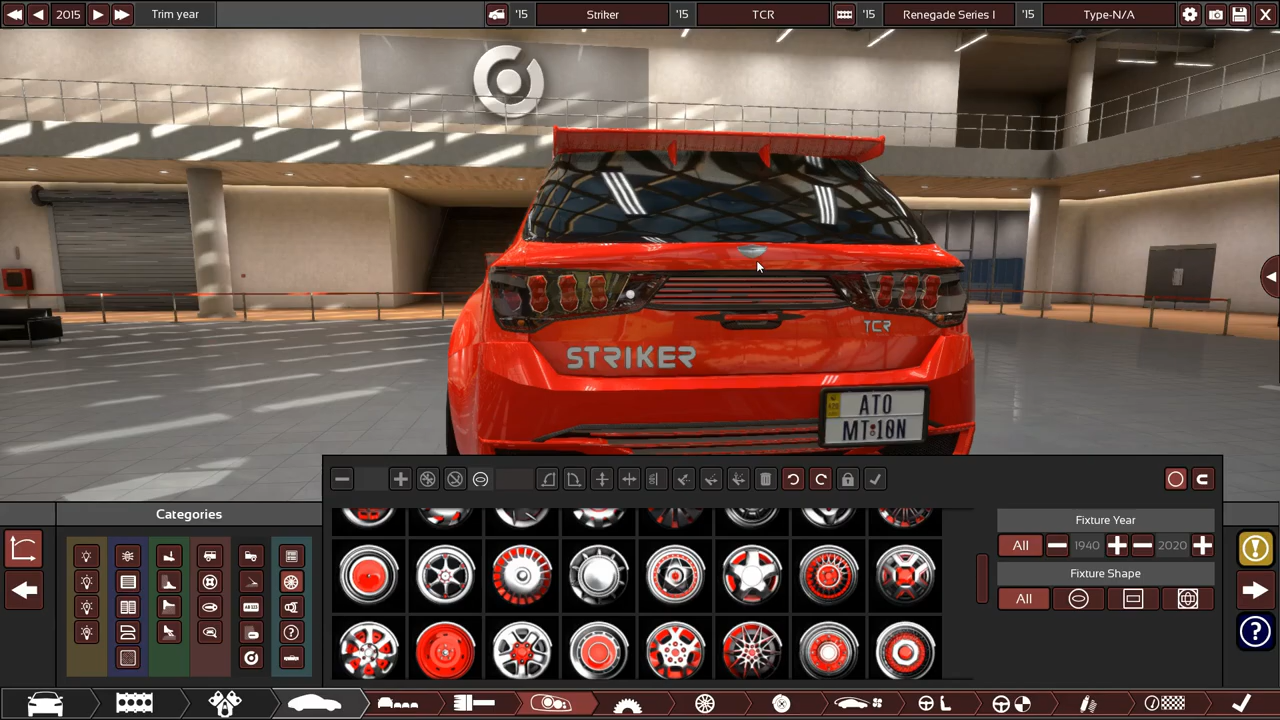 2015
Trim year
'15
Striker
'15
TCR
'15
Renegade Series I
'15
Type-N/A
TCR
STRIKER
ATO
MT 10N
Categories
Fixture Year
All
1940
2020
Fixture Shape
All